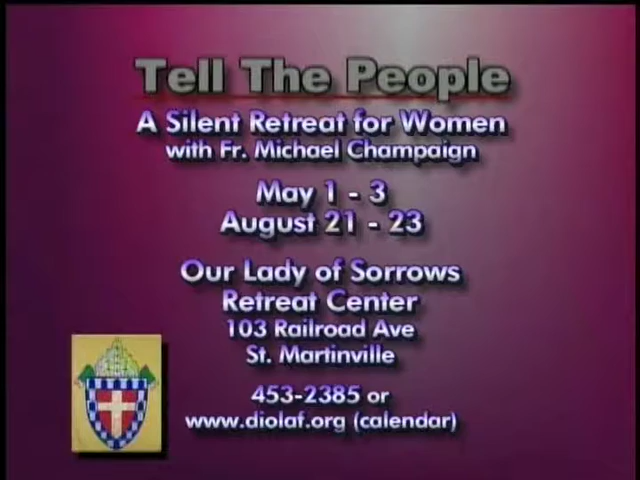 Tell The People
A Silent Retreat for Women
with Fr. Michael Champaign
May 1 - 3
August 21 - 23
Our Lady of Sorrows
Retreat Center
103 Railroad Ave
St. Martinville
453-2385 or
www.diolaf.org (calendar)